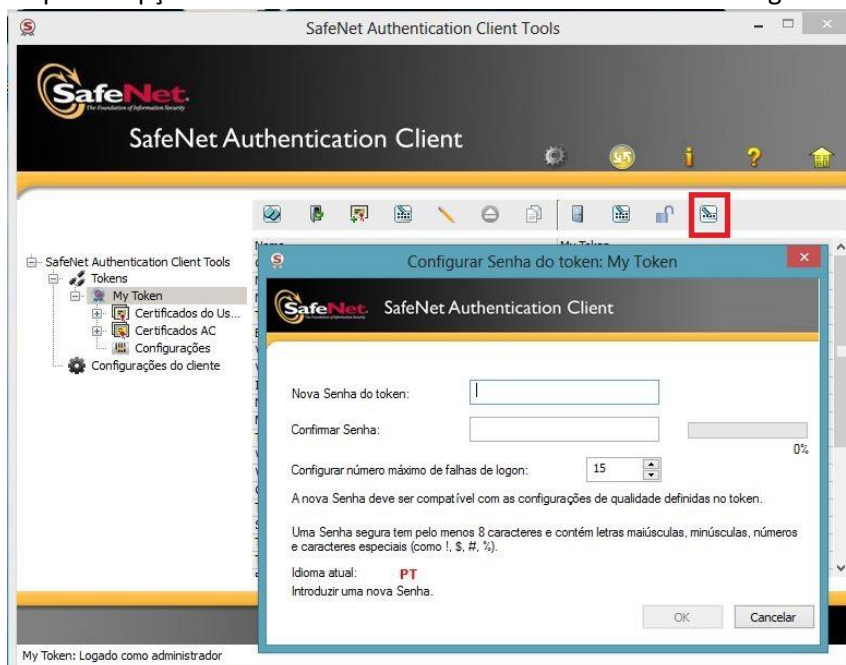 SafeNet Authentication Client Tools
SafeNet.
The Foundation of Information Security
SafeNet Authentication Client
SafeNet Authentication Client Tools
Tokens
My Token
Certificados do Us...
Certificados AC
Configurações
Configurações do cliente
Configurar Senha do token: My Token
SafeNet. SafeNet Authentication Client
Nova Senha do token:
Confirmar Senha:
0%
Configurar número máximo de falhas de logon: 15
A nova Senha deve ser compatível com as configurações de qualidade definidas no token.
Uma Senha segura tem pelo menos 8 caracteres e contém letras maiúsculas, minúsculas, números
e caracteres especiais (como !, $, #, %).
Idioma atual: PT
Introduzir uma nova Senha.
OK Cancelar
My Token: Logado como administrador